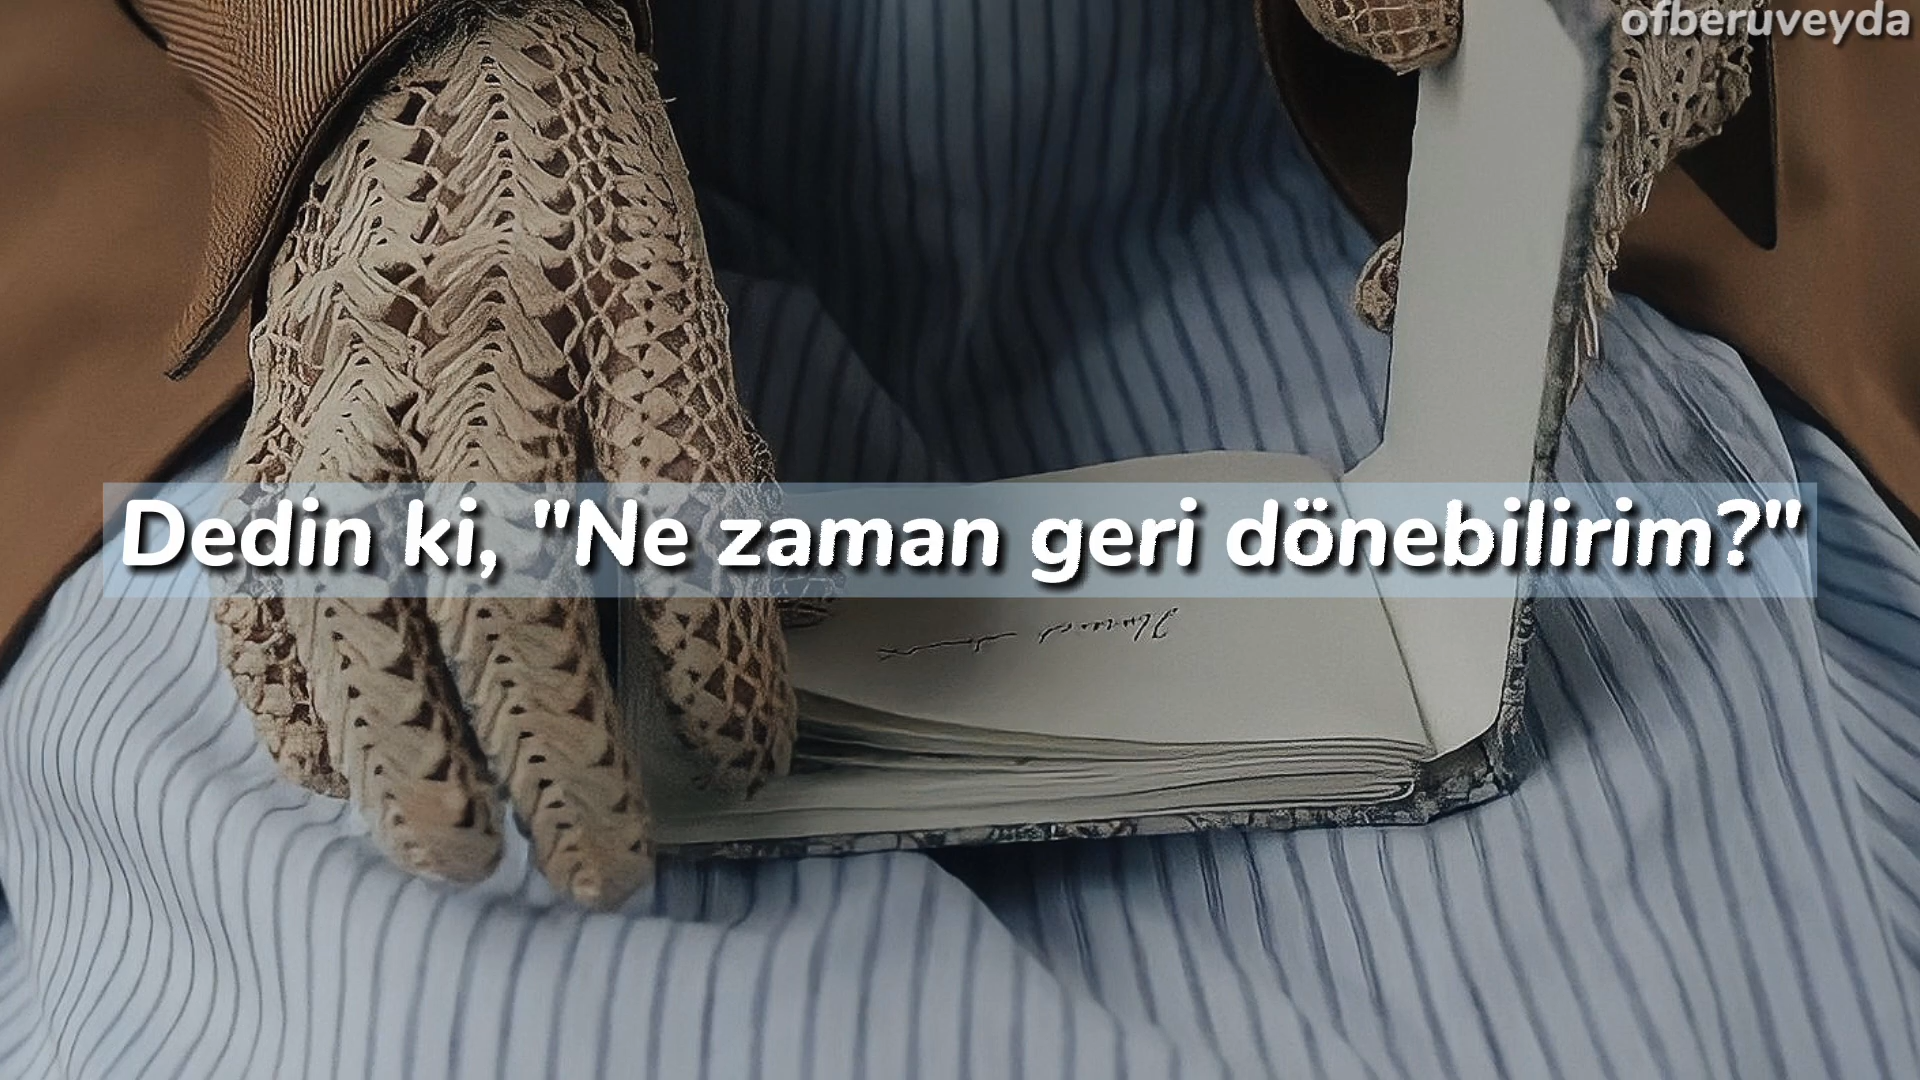 ofberuveyda
Dedin ki, "Ne zaman geri dönebilirim?"